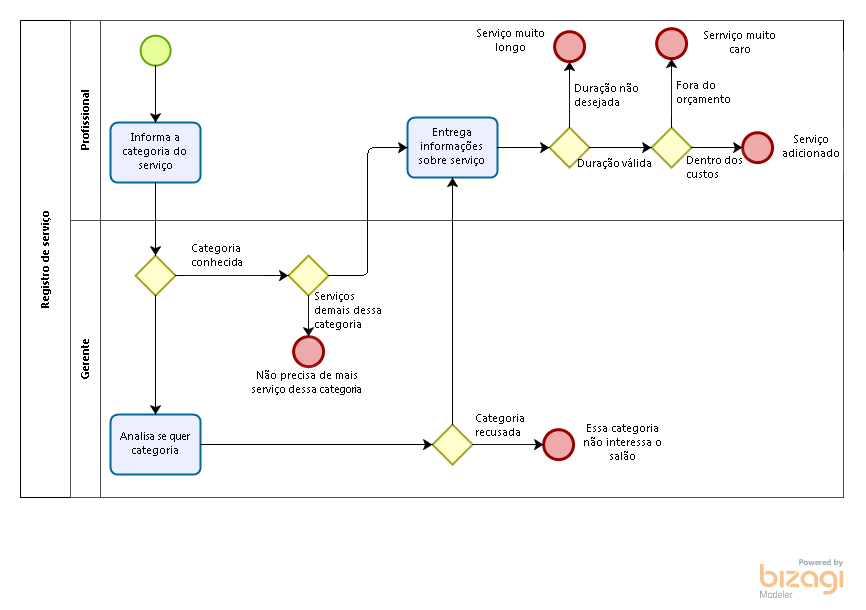 Registro de serviço
Profissional
Gerente
Informa a
categoria do
serviço
Entrega
informações
sobre serviço
Serviço muito
longo
Duração não
desejada
Duração válida
Serrviço muito
caro
Fora do
orçamento
Dentro dos
custos
Serviço
adicionado
Categoria
conhecida
Serviços
demais dessa
categoria
Não precisa de mais
serviço dessa categoria
Analisa se quer
categoria
Categoria
recusada
Essa categoria
não interessa o
salão
Powered by
bizagi
Modeler